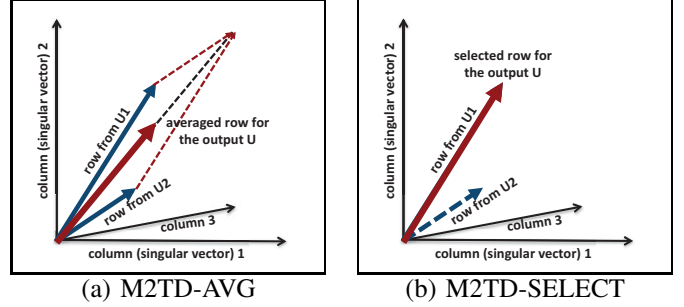 column (singular vector) 2
row from U1
averaged row for
the output U
row from U2
column 3
column (singular vector) 1
(a) M2TD-AVG
column (singular vector) 2
selected row for
the output U
row from U1
row from U2
column 3
column (singular vector) 1
(b) M2TD-SELECT